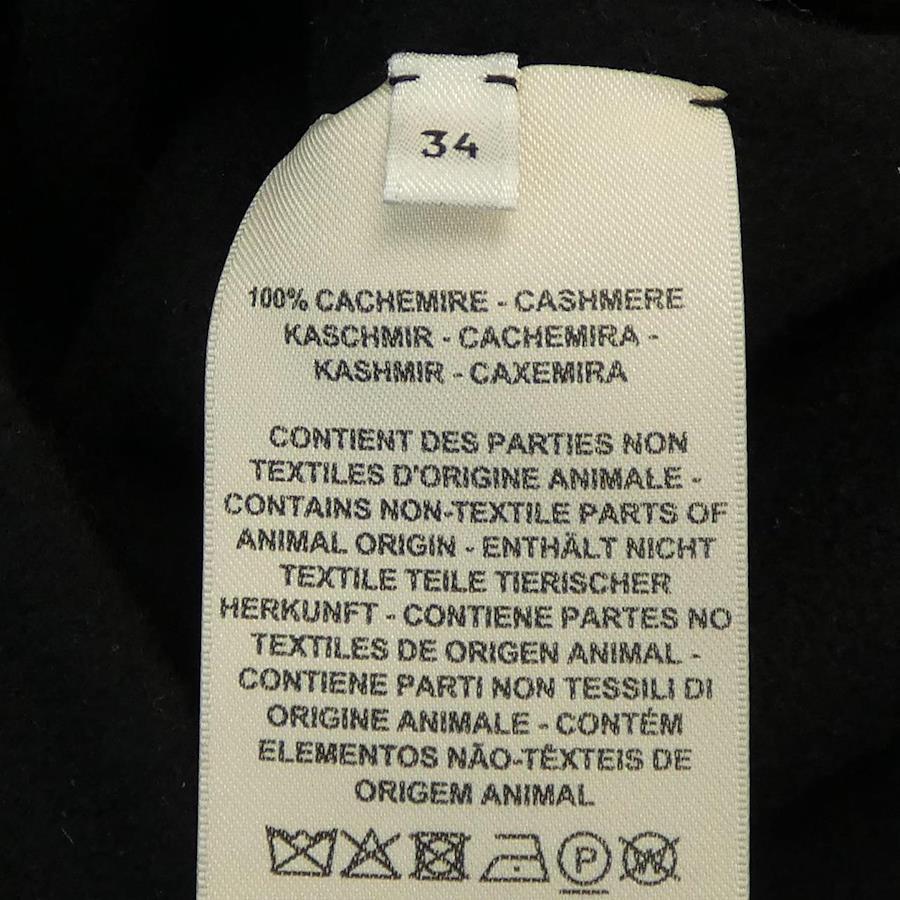 34
100% CACHEMIRE - CASHMERE
KASCHMIR - CACHEMIRA -
KASHMIR - CAXEMIRA
CONTIENT DES PARTIES NON
TEXTILES D'ORIGINE ANIMALE -
CONTAINS NON-TEXTILE PARTS OF
ANIMAL ORIGIN - ENTHÄLT NICHT
TEXTILE TEILE TIERISCHER
HERKUNFT - CONTIENE PARTES NO
TEXTILES DE ORIGEN ANIMAL -
CONTIENE PARTI NON TESSILI DI
ORIGINE ANIMALE - CONTÉM
ELEMENTOS NÃO-TÊXTEIS DE
ORIGEM ANIMAL
P W